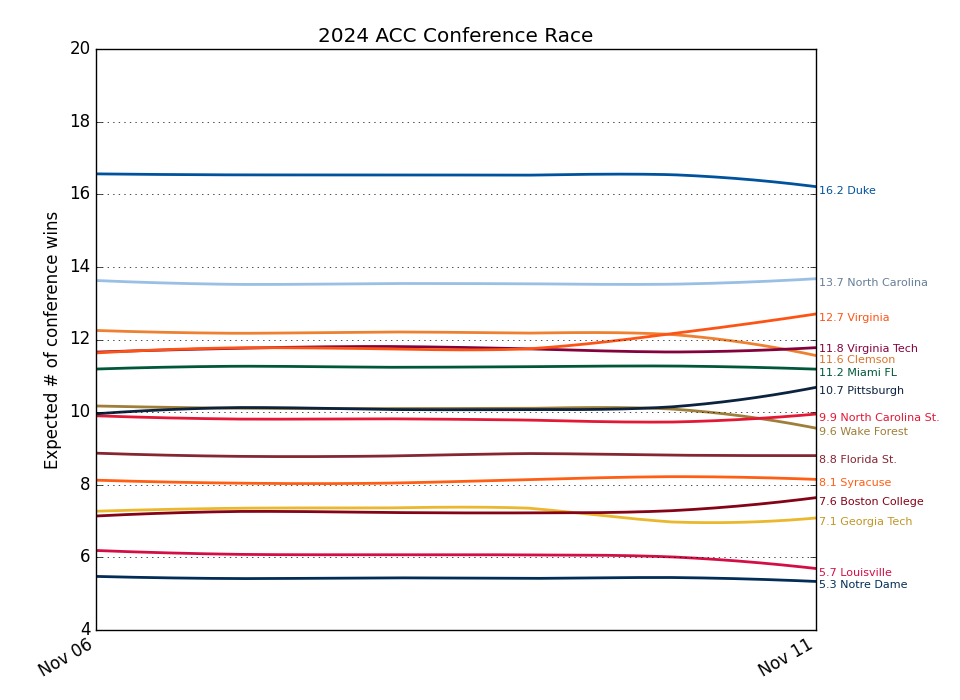 2024 ACC Conference Race
Expected # of conference wins
20
18
16
14
12
10
8
6
4
Nov 06
Nov 11
16.2 Duke
13.7 North Carolina
12.7 Virginia
11.8 Virginia Tech
11.6 Clemson
11.2 Miami FL
10.7 Pittsburgh
9.9 North Carolina St.
9.6 Wake Forest
8.8 Florida St.
8.1 Syracuse
7.6 Boston College
7.1 Georgia Tech
5.7 Louisville
5.3 Notre Dame